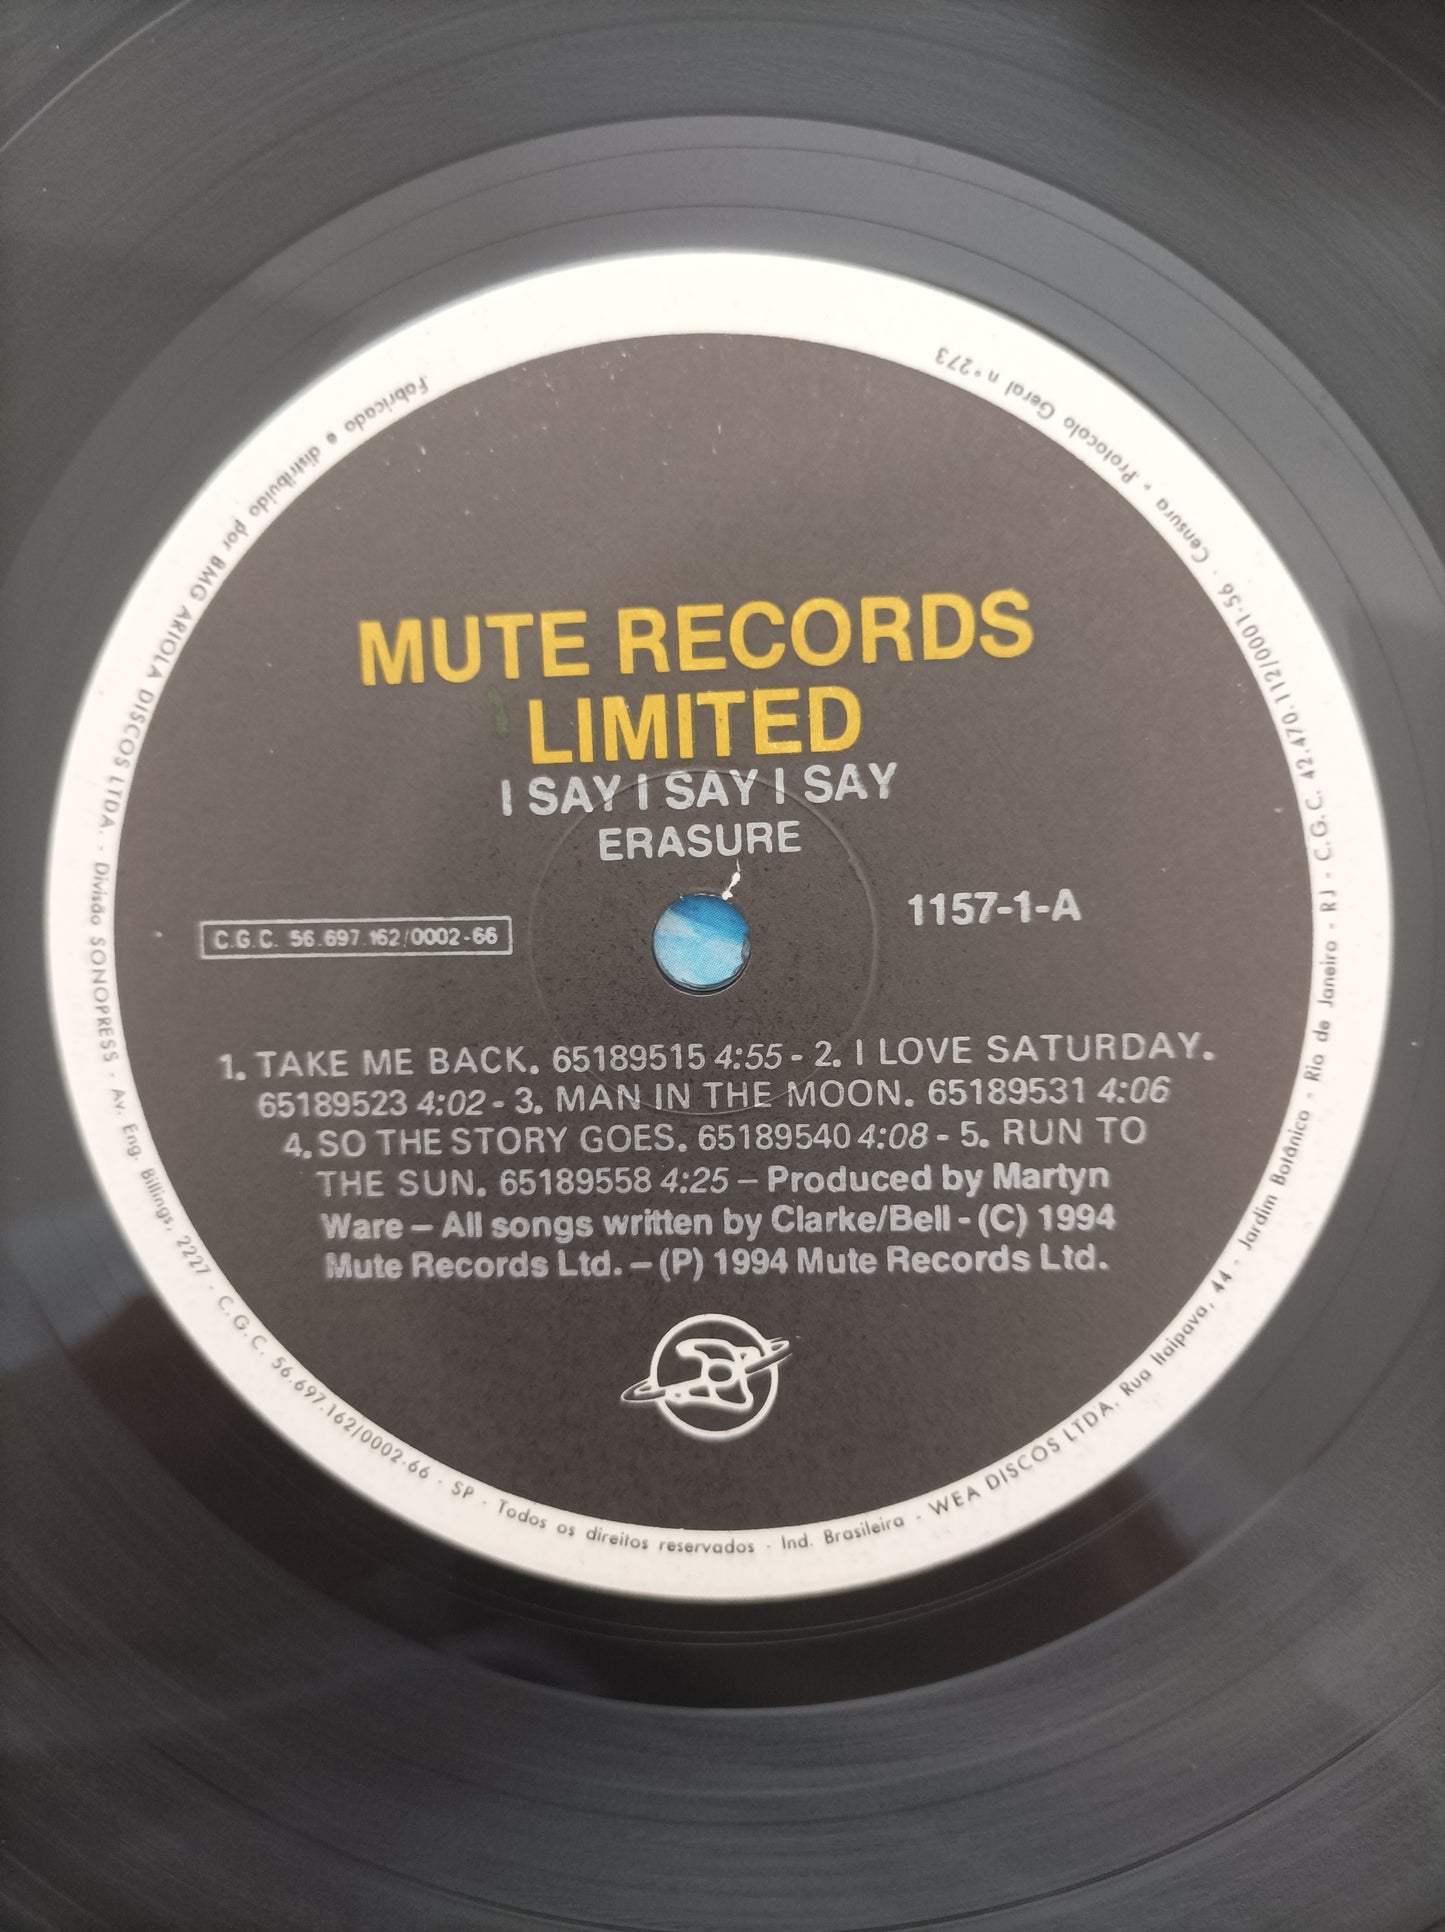 MUTE RECORDS
LIMITED
I SAY I SAY I SAY
ERASURE
C.G.C. 56.697.162/0002-66
1157-1-A
1. TAKE ME BACK. 65189515 4:55 - 2. I LOVE SATURDAY.
65189523 4:02 - 3. MAN IN THE MOON. 65189531 4:06
4. SO THE STORY GOES. 65189540 4:08 - 5. RUN TO
THE SUN. 65189558 4:25 – Produced by Martyn
Ware – All songs written by Clarke/Bell - (C) 1994
Mute Records Ltd. – (P) 1994 Mute Records Ltd.
Fabricado e distribuído por BMG ARIOLA DISCOS LTDA. - Divisão SONOPRESS - Av. Eng. Billings, 2227 - C.G.C. 56.697.162/0002-66 - SP - Todos os direitos reservados - Ind. Brasileira - WEA DISCOS LTDA. Rua Itaipava, 44 - Jardim Botânico - Rio de Janeiro - RJ - C.G.C. 42.470.112/0001-56 - Censura - Protocolo Geral nº 273